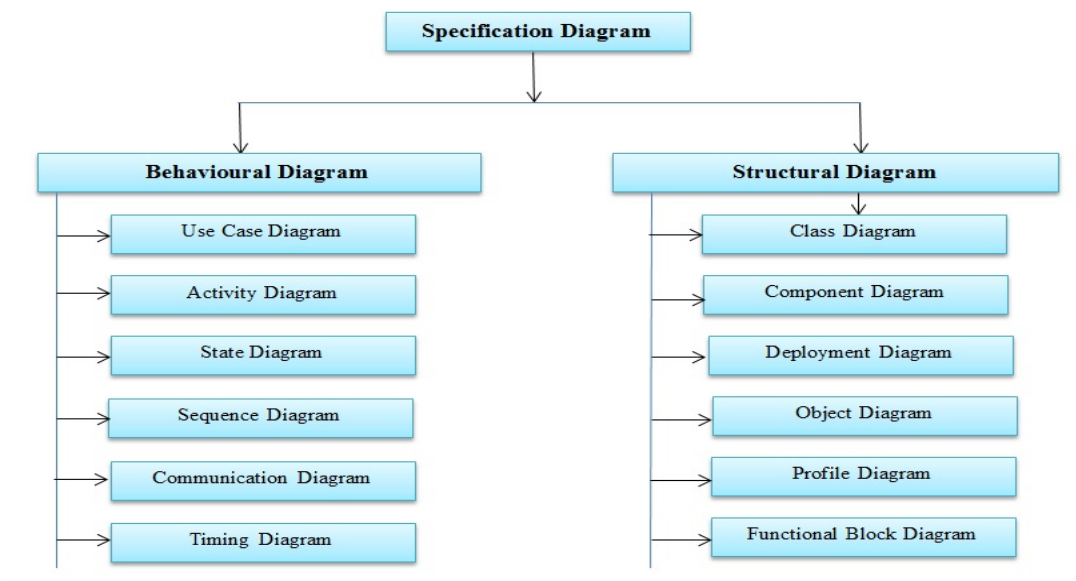 Specification Diagram
Behavioural Diagram
Use Case Diagram
Activity Diagram
State Diagram
Sequence Diagram
Communication Diagram
Timing Diagram
Structural Diagram
Class Diagram
Component Diagram
Deployment Diagram
Object Diagram
Profile Diagram
Functional Block Diagram